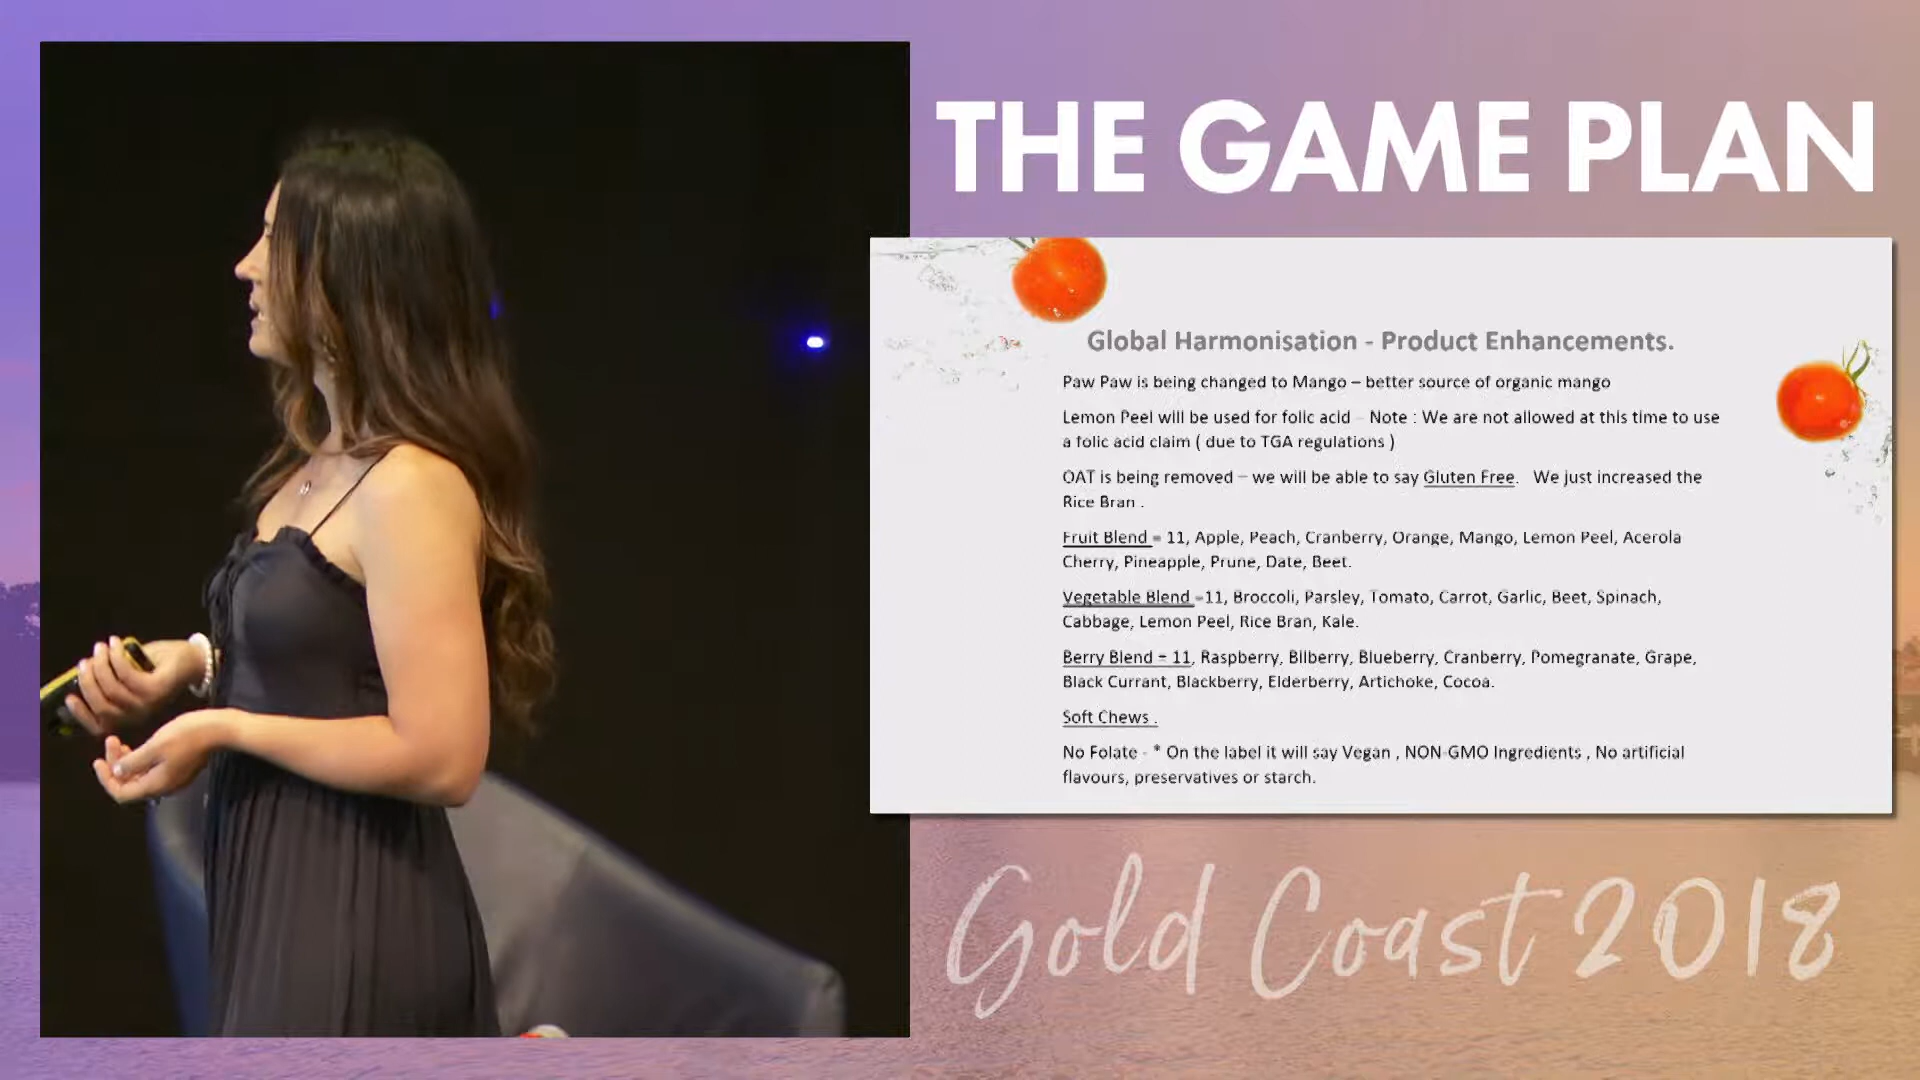 THE GAME PLAN
Global Harmonisation - Product Enhancements.
Paw Paw is being changed to Mango – better source of organic mango
Lemon Peel will be used for folic acid – Note : We are not allowed at this time to use
a folic acid claim ( due to TGA regulations )
OAT is being removed – we will be able to say Gluten Free. We just increased the
Rice Bran .
Fruit Blend = 11, Apple, Peach, Cranberry, Orange, Mango, Lemon Peel, Acerola
Cherry, Pineapple, Prune, Date, Beet.
Vegetable Blend =11, Broccoli, Parsley, Tomato, Carrot, Garlic, Beet, Spinach,
Cabbage, Lemon Peel, Rice Bran, Kale.
Berry Blend = 11, Raspberry, Bilberry, Blueberry, Cranberry, Pomegranate, Grape,
Black Currant, Blackberry, Elderberry, Artichoke, Cocoa.
Soft Chews .
No Folate - * On the label it will say Vegan , NON-GMO Ingredients , No artificial
flavours, preservatives or starch.
Gold Coast 2018